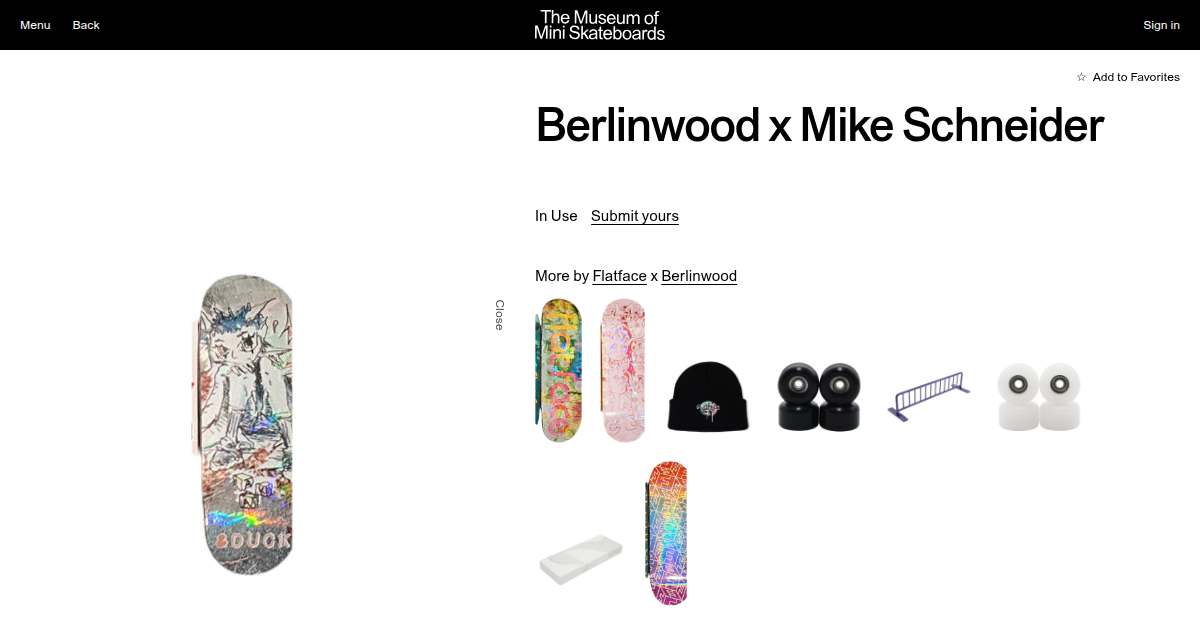 Menu
Back
The Museum of
Mini Skateboards
Sign in
☆ Add to Favorites
Berlinwood x Mike Schneider
In Use
Submit yours
More by Flatface x Berlinwood
Close